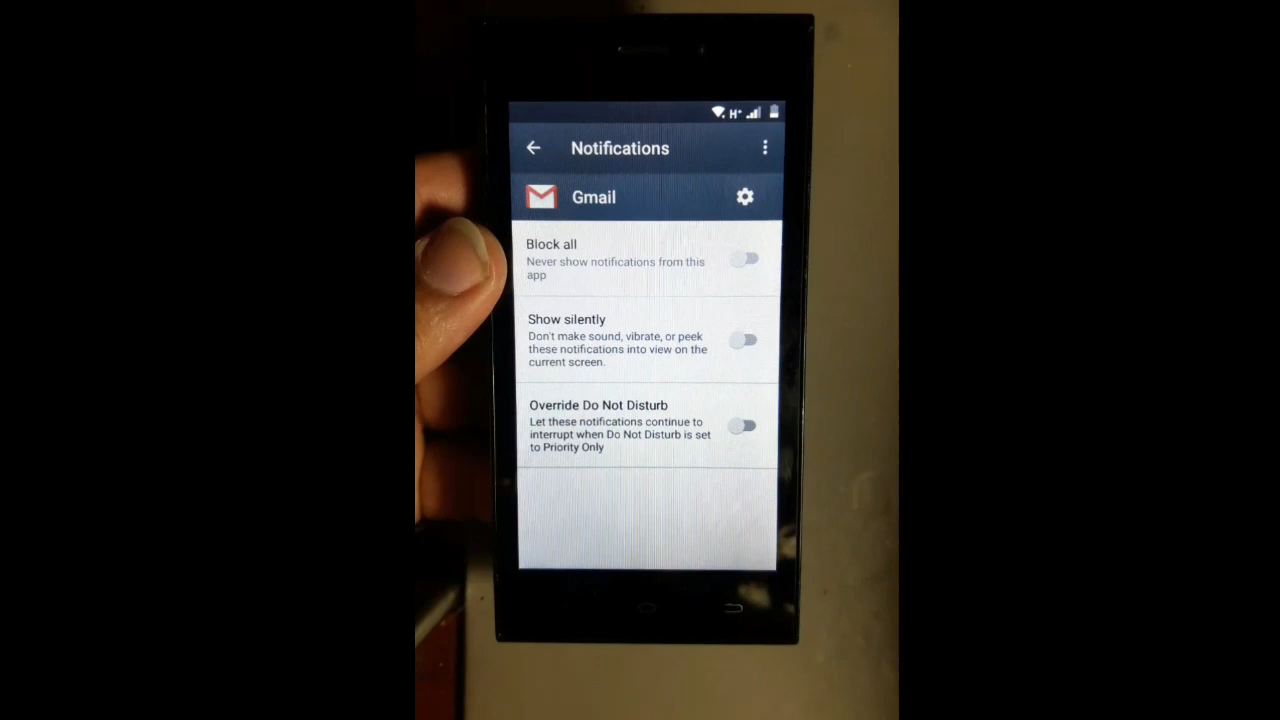 H+
Notifications
Gmail
Block all
Never show notifications from this
app
Show silently
Don't make sound, vibrate, or peek
these notifications into view on the
current screen.
Override Do Not Disturb
Let these notifications continue to
interrupt when Do Not Disturb is set
to Priority Only